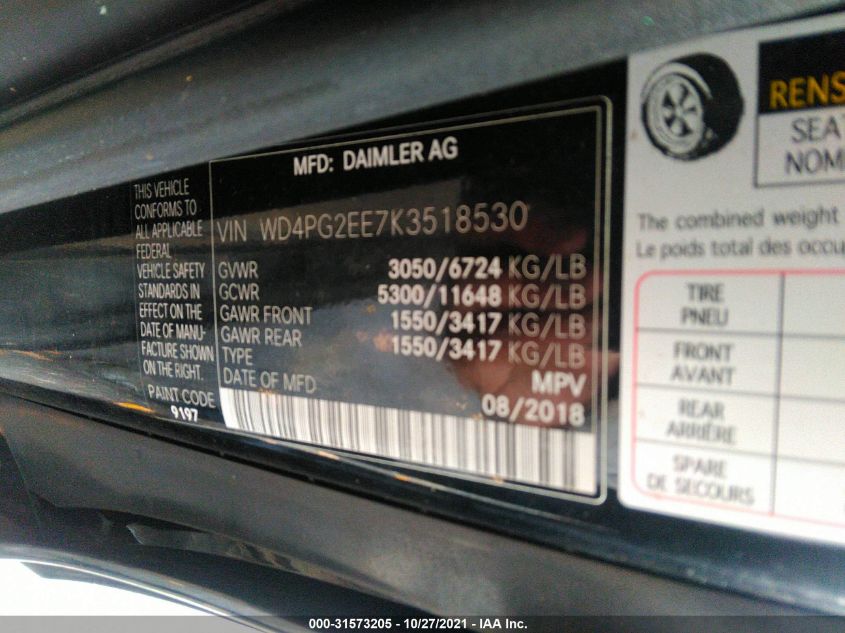 MFD: DAIMLER AG
THIS VEHICLE
CONFORMS TO
ALL APPLICABLE
FEDERAL
VEHICLE SAFETY
STANDARDS IN
EFFECT ON THE
DATE OF MANU-
FACTURE SHOWN
ON THE RIGHT.
PAINT CODE
9197
VIN WD4PG2EE7K3518530
GVWR 3050/6724 KG/LB
GCWR 5300/11648 KG/LB
GAWR FRONT 1550/3417 KG/LB
GAWR REAR 1550/3417 KG/LB
TYPE MPV
DATE OF MFD 08/2018
The combined weight
Le poids total des
TIRE
PNEU
FRONT
AVANT
REAR
ARRIÈRE
SPARE
DE SECOURS
000-31573205 - 10/27/2021 - IAA Inc.